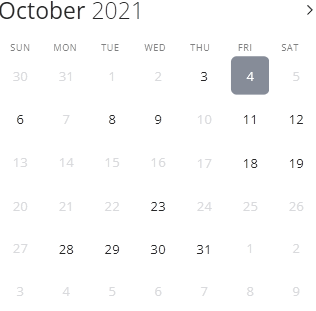 October 2021
SUN MON TUE WED THU FRI SAT
30 31 1 2 3 4 5
6 7 8 9 10 11 12
13 14 15 16 17 18 19
20 21 22 23 24 25 26
27 28 29 30 31 1 2
3 4 5 6 7 8 9